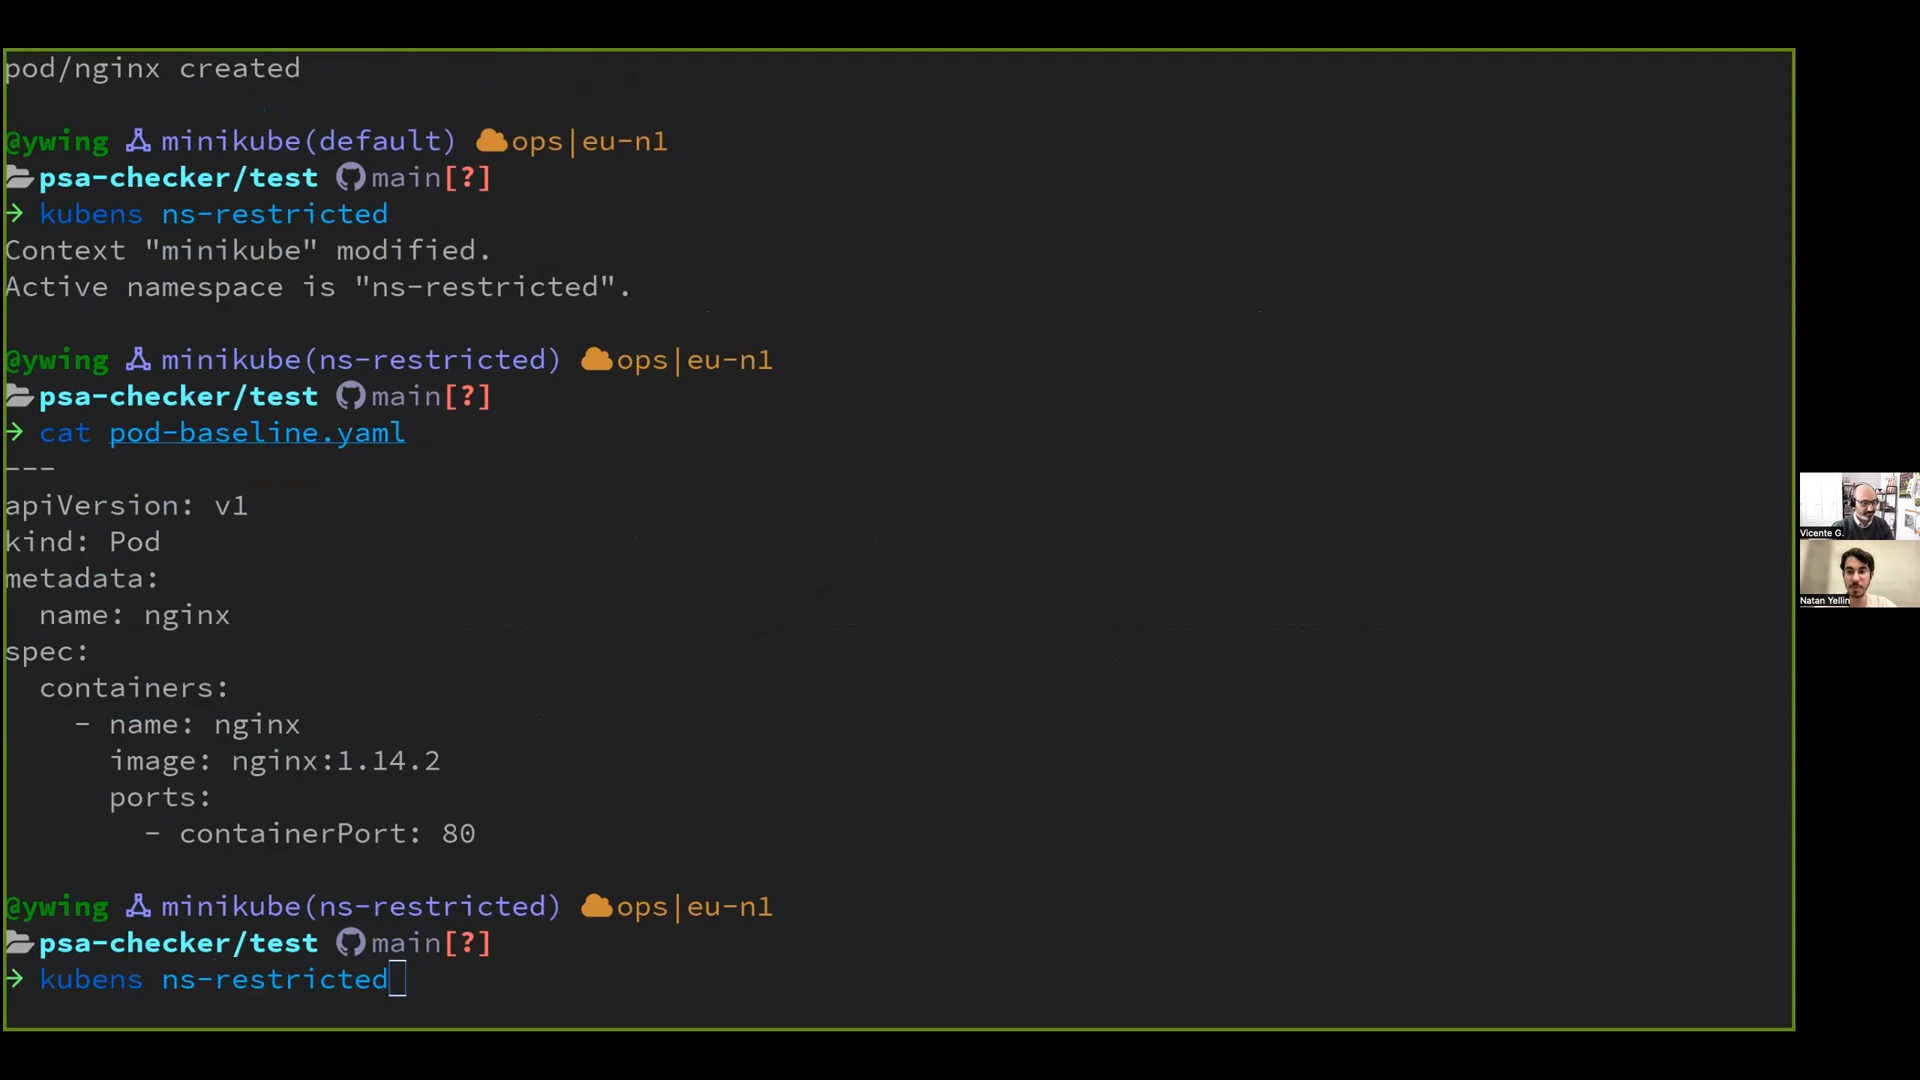 pod/nginx created
@ywing minikube(default) ops|eu-n1
psa-checker/test main[?]
→ kubens ns-restricted
Context "minikube" modified.
Active namespace is "ns-restricted".
@ywing minikube(ns-restricted) ops|eu-n1
psa-checker/test main[?]
→ cat pod-baseline.yaml
---
apiVersion: v1
kind: Pod
metadata:
  name: nginx
spec:
  containers:
    - name: nginx
      image: nginx:1.14.2
      ports:
        - containerPort: 80
@ywing minikube(ns-restricted) ops|eu-n1
psa-checker/test main[?]
→ kubens ns-restricted
Vicente G.
Natan Yellin